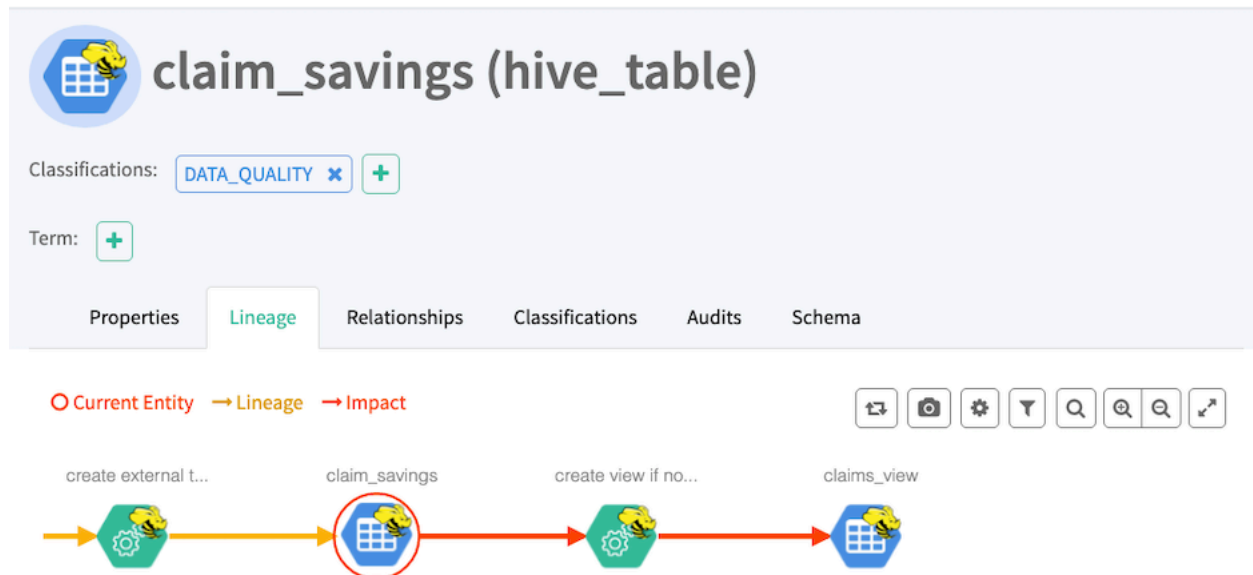 claim_savings (hive_table)
Classifications: DATA_QUALITY
Term:
Properties Lineage Relationships Classifications Audits Schema
Current Entity Lineage Impact
create external t... claim_savings create view if no... claims_view